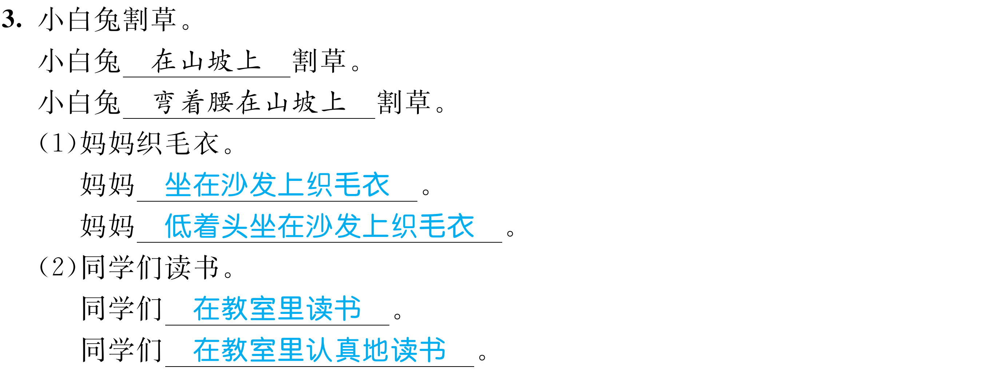 3. 小白兔割草。
小白兔 在山坡上 割草。
小白兔 弯着腰在山坡上 割草。
(1)妈妈织毛衣。
妈妈 坐在沙发上织毛衣 。
妈妈 低着头坐在沙发上织毛衣 。
(2)同学们读书。
同学们 在教室里读书 。
同学们 在教室里认真地读书 。